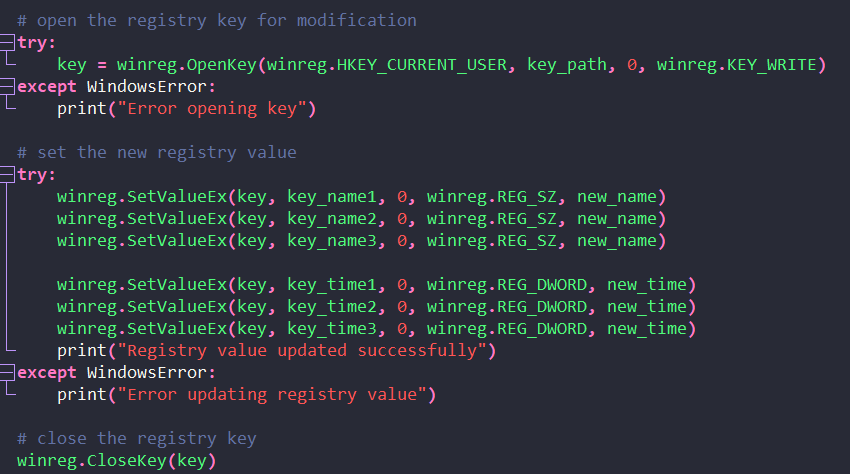 # open the registry key for modification
try:
    key = winreg.OpenKey(winreg.HKEY_CURRENT_USER, key_path, 0, winreg.KEY_WRITE)
except WindowsError:
    print("Error opening key")

# set the new registry value
try:
    winreg.SetValueEx(key, key_name1, 0, winreg.REG_SZ, new_name)
    winreg.SetValueEx(key, key_name2, 0, winreg.REG_SZ, new_name)
    winreg.SetValueEx(key, key_name3, 0, winreg.REG_SZ, new_name)

    winreg.SetValueEx(key, key_time1, 0, winreg.REG_DWORD, new_time)
    winreg.SetValueEx(key, key_time2, 0, winreg.REG_DWORD, new_time)
    winreg.SetValueEx(key, key_time3, 0, winreg.REG_DWORD, new_time)
    print("Registry value updated successfully")
except WindowsError:
    print("Error updating registry value")

# close the registry key
winreg.CloseKey(key)